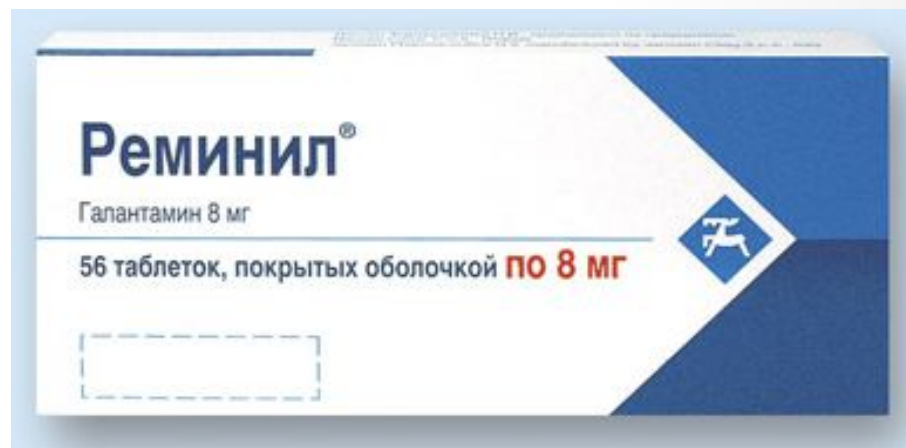 Реминил®
Галантамин 8 мг
56 таблеток, покрытых оболочкой по 8 мг